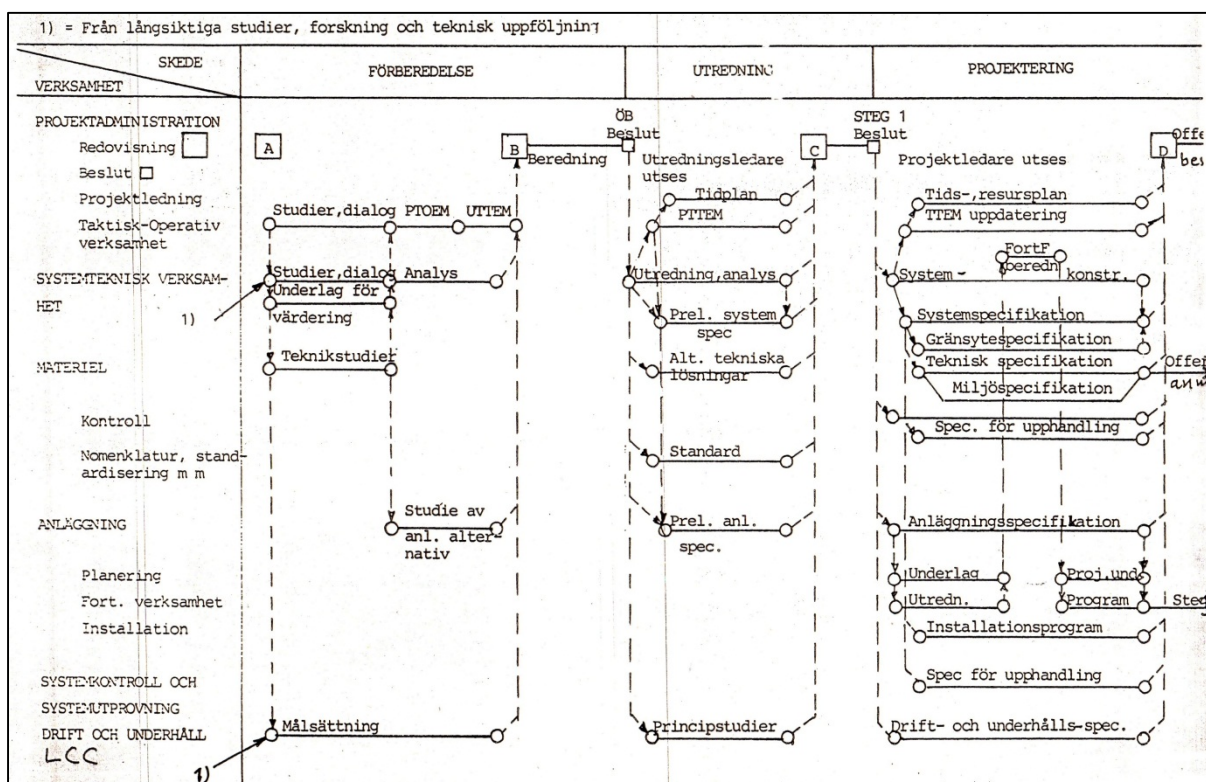 1) = Från långsiktiga studier, forskning och teknisk uppföljning
SKEDE
VERKSAMHET
FÖRBEREDELSE
UTREDNING
PROJEKTERING
PROJEKTADMINISTRATION
Redovisning
Beslut
Projektledning
Taktisk-Operativ
verksamhet
SYSTEMTEKNISK VERKSAM-
HET
MATERIEL
Kontroll
Nomenklatur, stand-
ardisering m m
ANLÄGGNING
Planering
Fort. verksamhet
Installation
SYSTEMKONTROLL OCH
SYSTEMUTPROVNING
DRIFT OCH UNDERHÅLL
LCC
A
B
Beredning
Studier,dialog PTOEM UTTEM
Studier,dialog Analys
Underlag för
värdering
1)
Teknikstudier
Studie av
anl. alter-
nativ
Målsättning
1)
ÖB
Beslut
C
Utredningsledare
utses
Tidplan
PTTEM
Utredning,analys
Prel. system
spec
Alt. tekniska
lösningar
Standard
Prel. anl.
spec.
Principstudier
STEG 1
Beslut
D
Projektledare utses
Tids-,resursplan
TTEM uppdatering
FortF
beredn
System - konstr.
Systemspecifikation
Gränsytespecifikation
Teknisk specifikation
Miljöspecifikation
Spec. för upphandling
Anläggningsspecifikation
Underlag Proj.und
Utredn. Program
Installationsprogram
Spec för upphandling
Drift- och underhålls-spec.
Offe
bes
Offe
anv
Steg